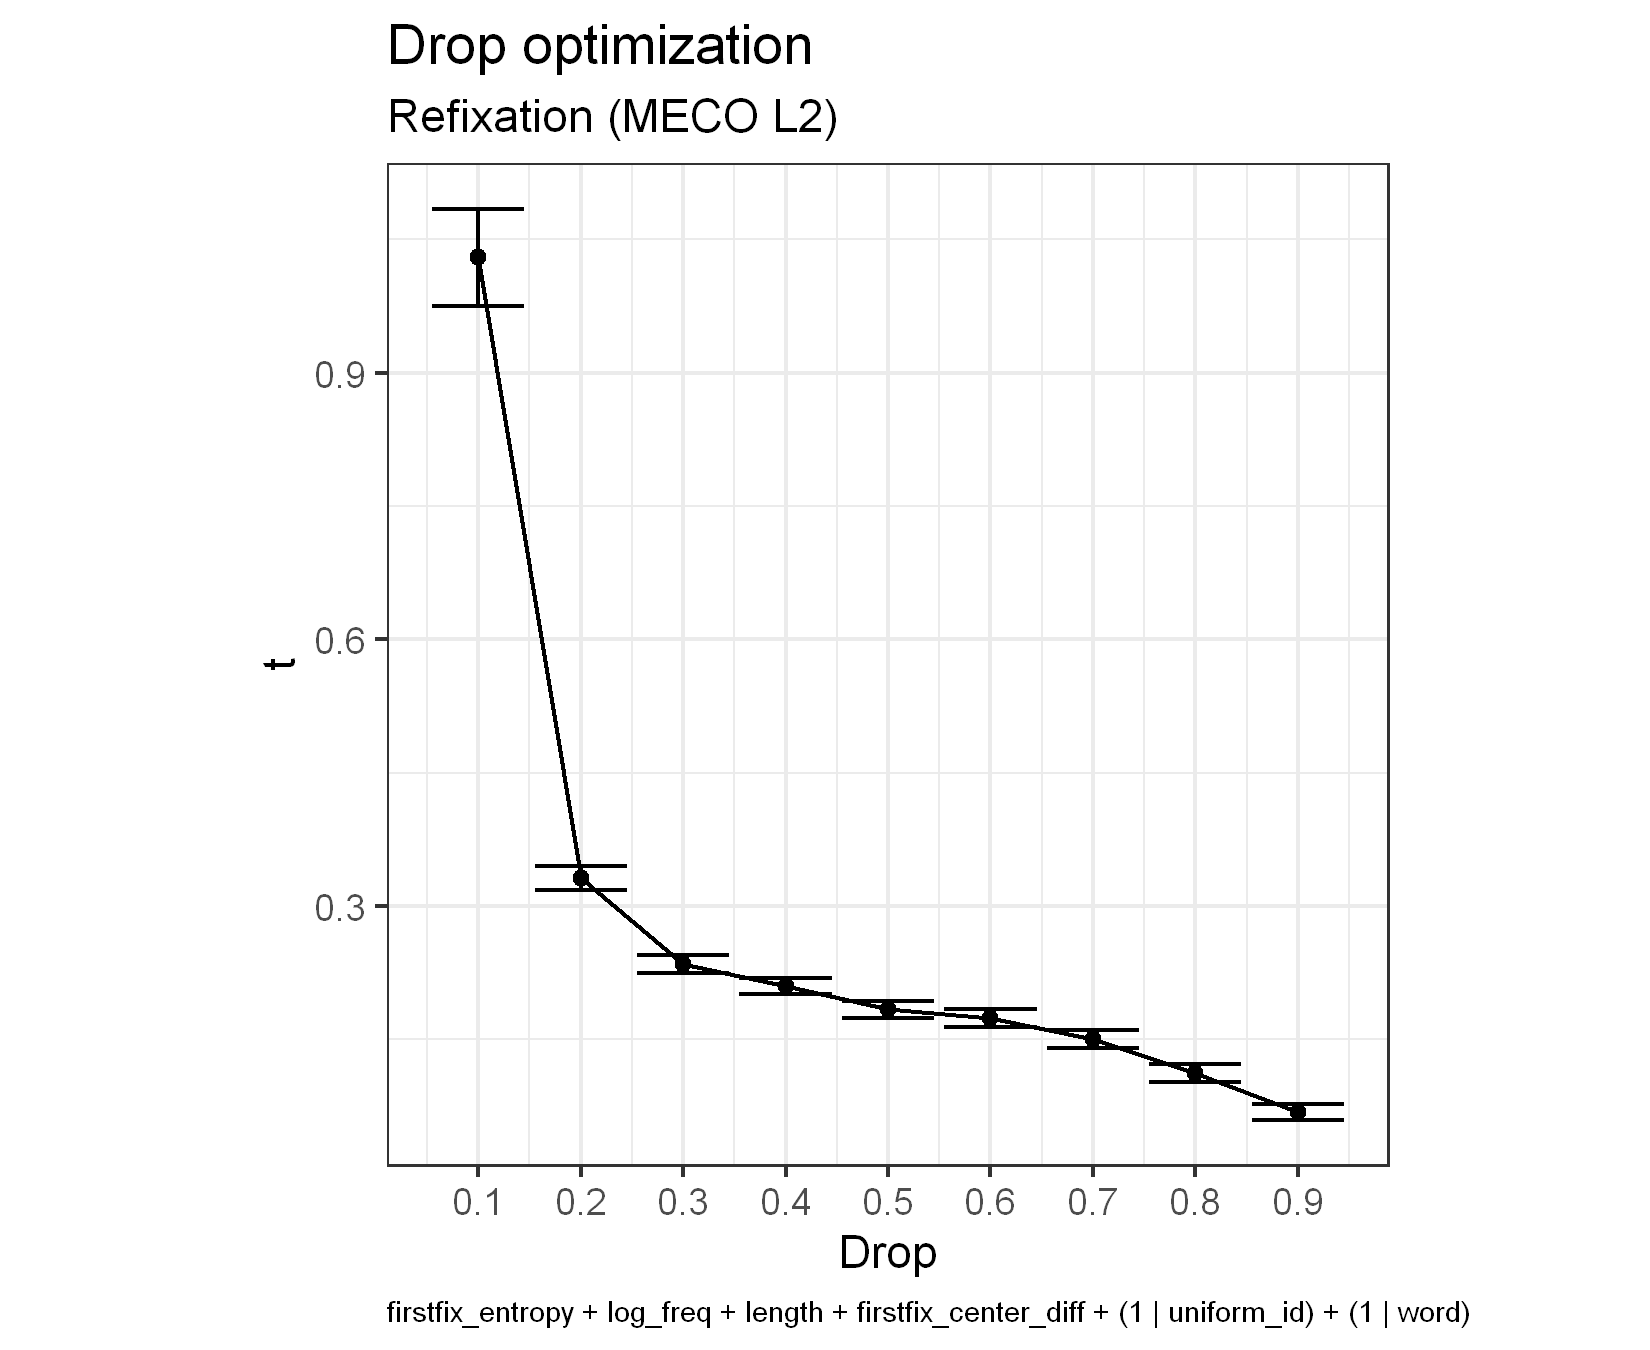 Drop optimization
Refixation (MECO L2)
0.9
0.6
0.3
t
0.1 0.2 0.3 0.4 0.5 0.6 0.7 0.8 0.9
Drop
firstfix_entropy + log_freq + length + firstfix_center_diff + (1 | uniform_id) + (1 | word)